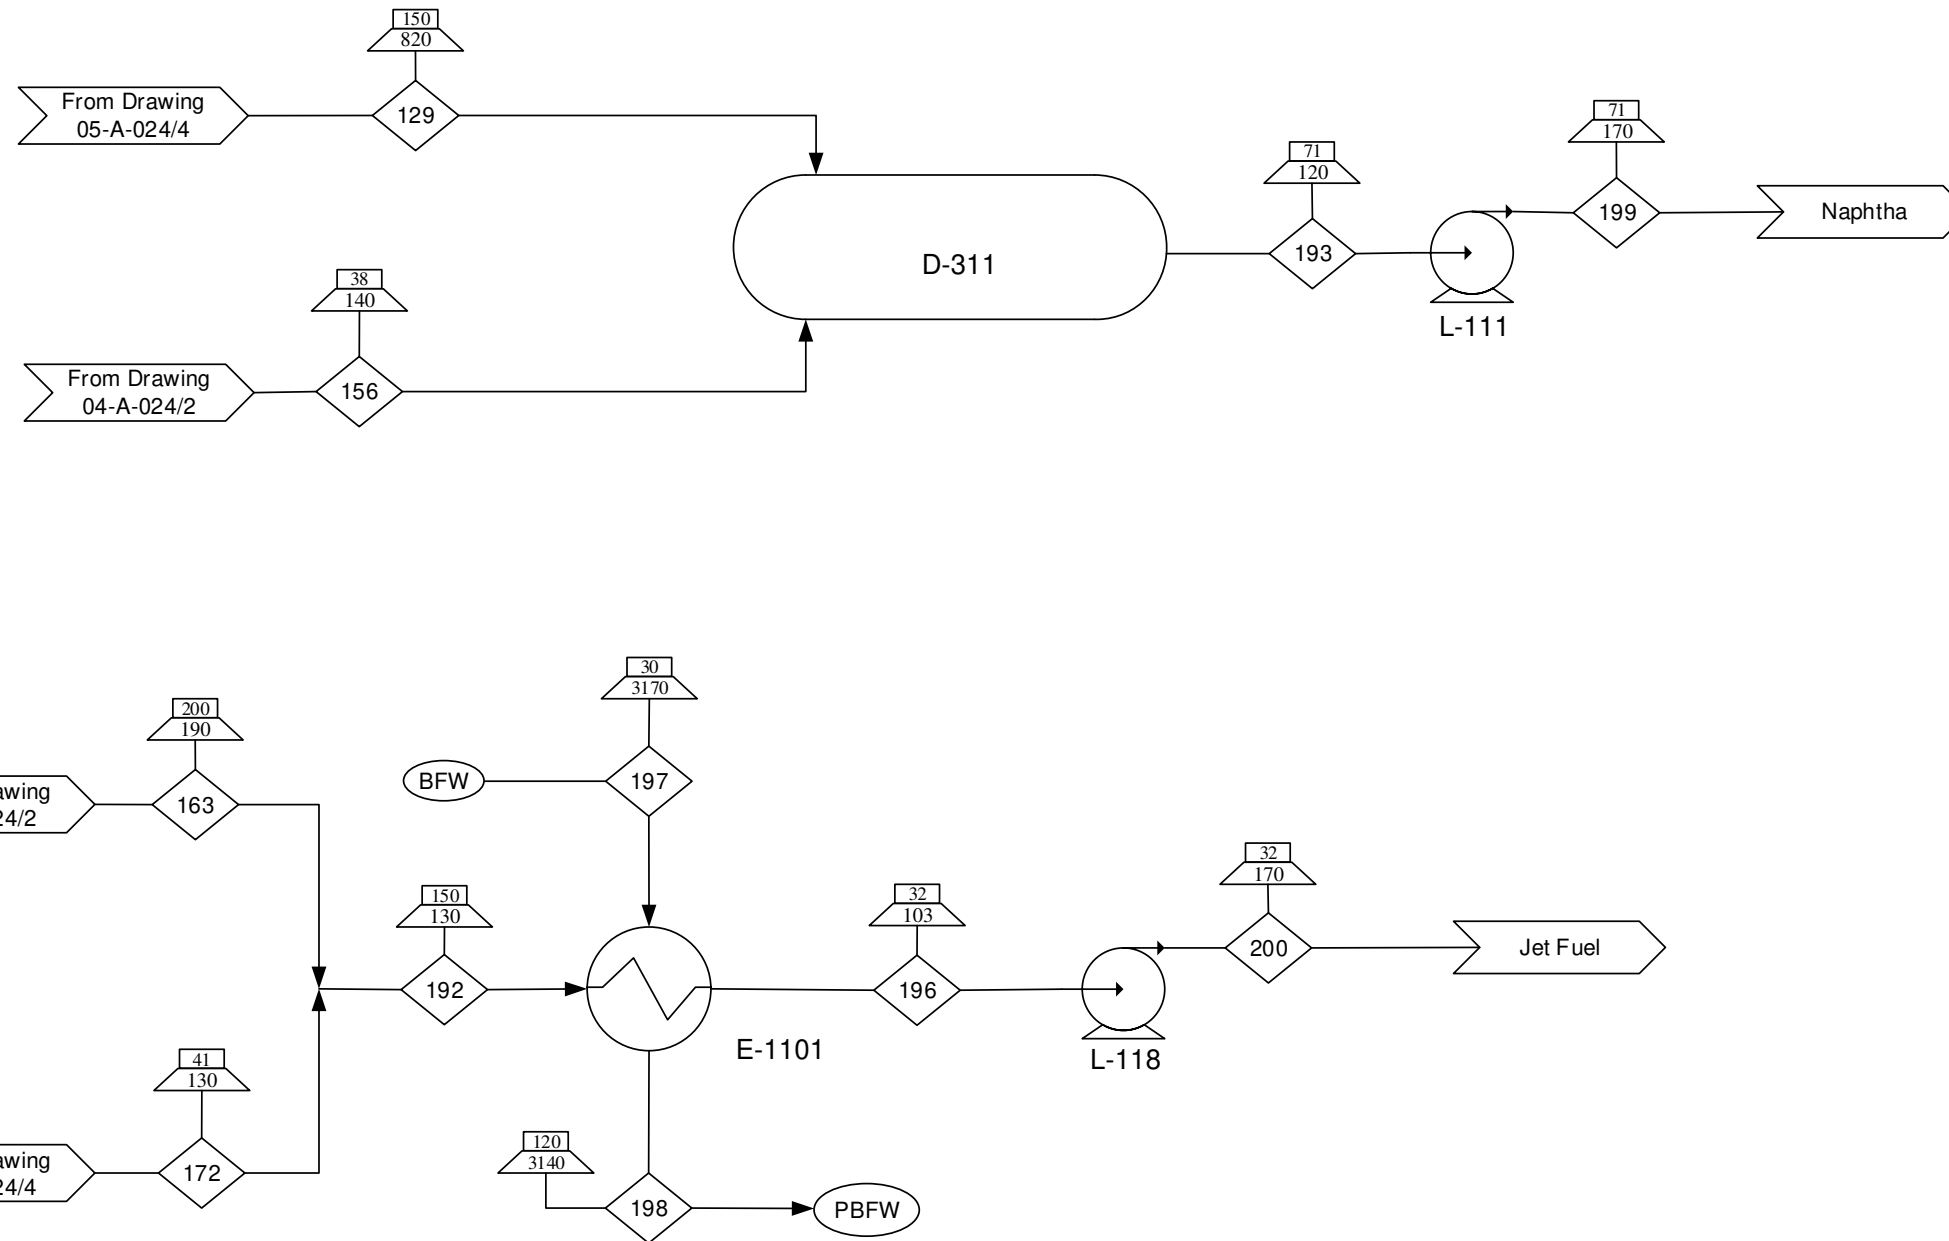 150
820
From Drawing
05-A-024/4
129
71
170
71
120
199
Naphtha
193
D-311
L-111
38
140
From Drawing
04-A-024/2
156
30
3170
200
190
BFW
197
awing
24/2
163
32
170
150
130
32
103
192
196
200
Jet Fuel
E-1101
L-118
41
130
120
3140
awing
24/4
172
198
PBFW